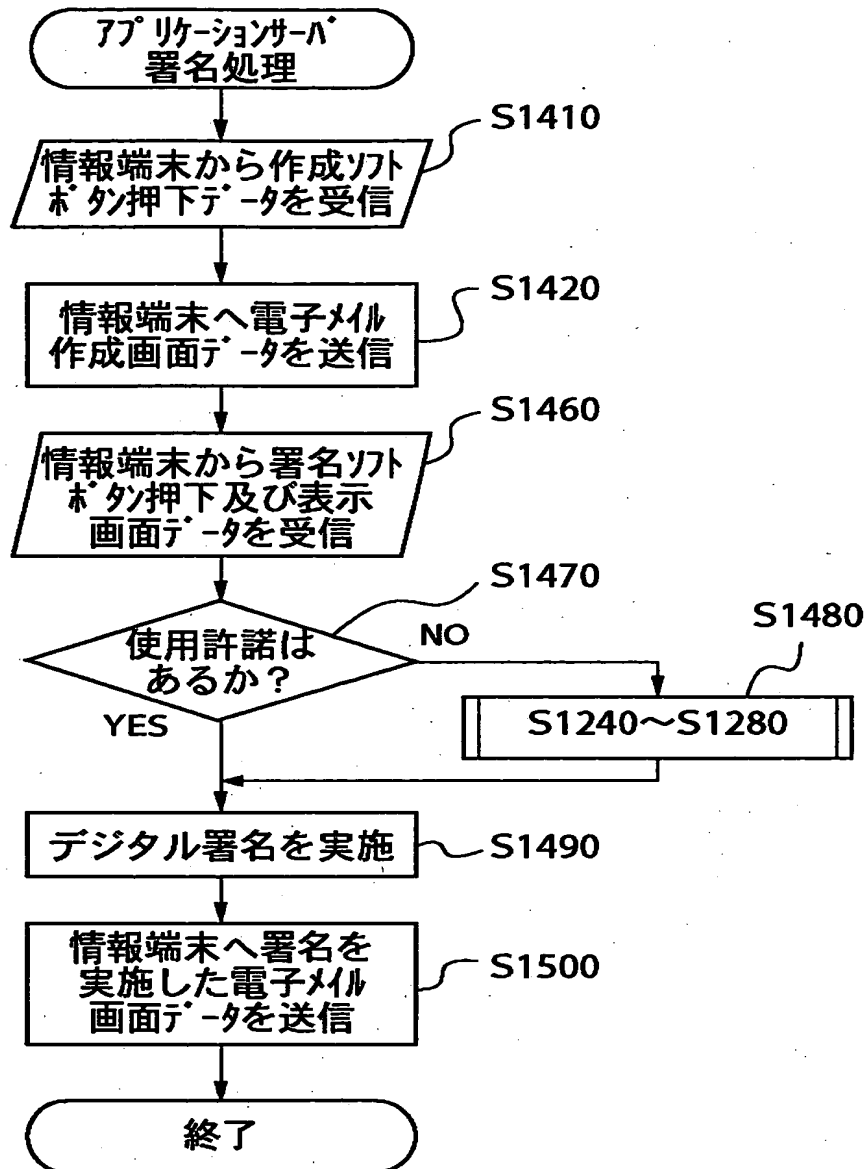 ｱﾌﾟﾘｹｰｼｮﾝｻｰﾊﾞ
署名処理
S1410
情報端末から作成ｿﾌﾄ
ﾎﾞﾀﾝ押下ﾃﾞｰﾀを受信
S1420
情報端末へ電子ﾒｲﾙ
作成画面ﾃﾞｰﾀを送信
S1460
情報端末から署名ｿﾌﾄ
ﾎﾞﾀﾝ押下及び表示
画面ﾃﾞｰﾀを受信
S1470
使用許諾は
あるか？
NO
YES
S1480
S1240～S1280
デジタル署名を実施
S1490
情報端末へ署名を
実施した電子ﾒｲﾙ
画面ﾃﾞｰﾀを送信
S1500
終了